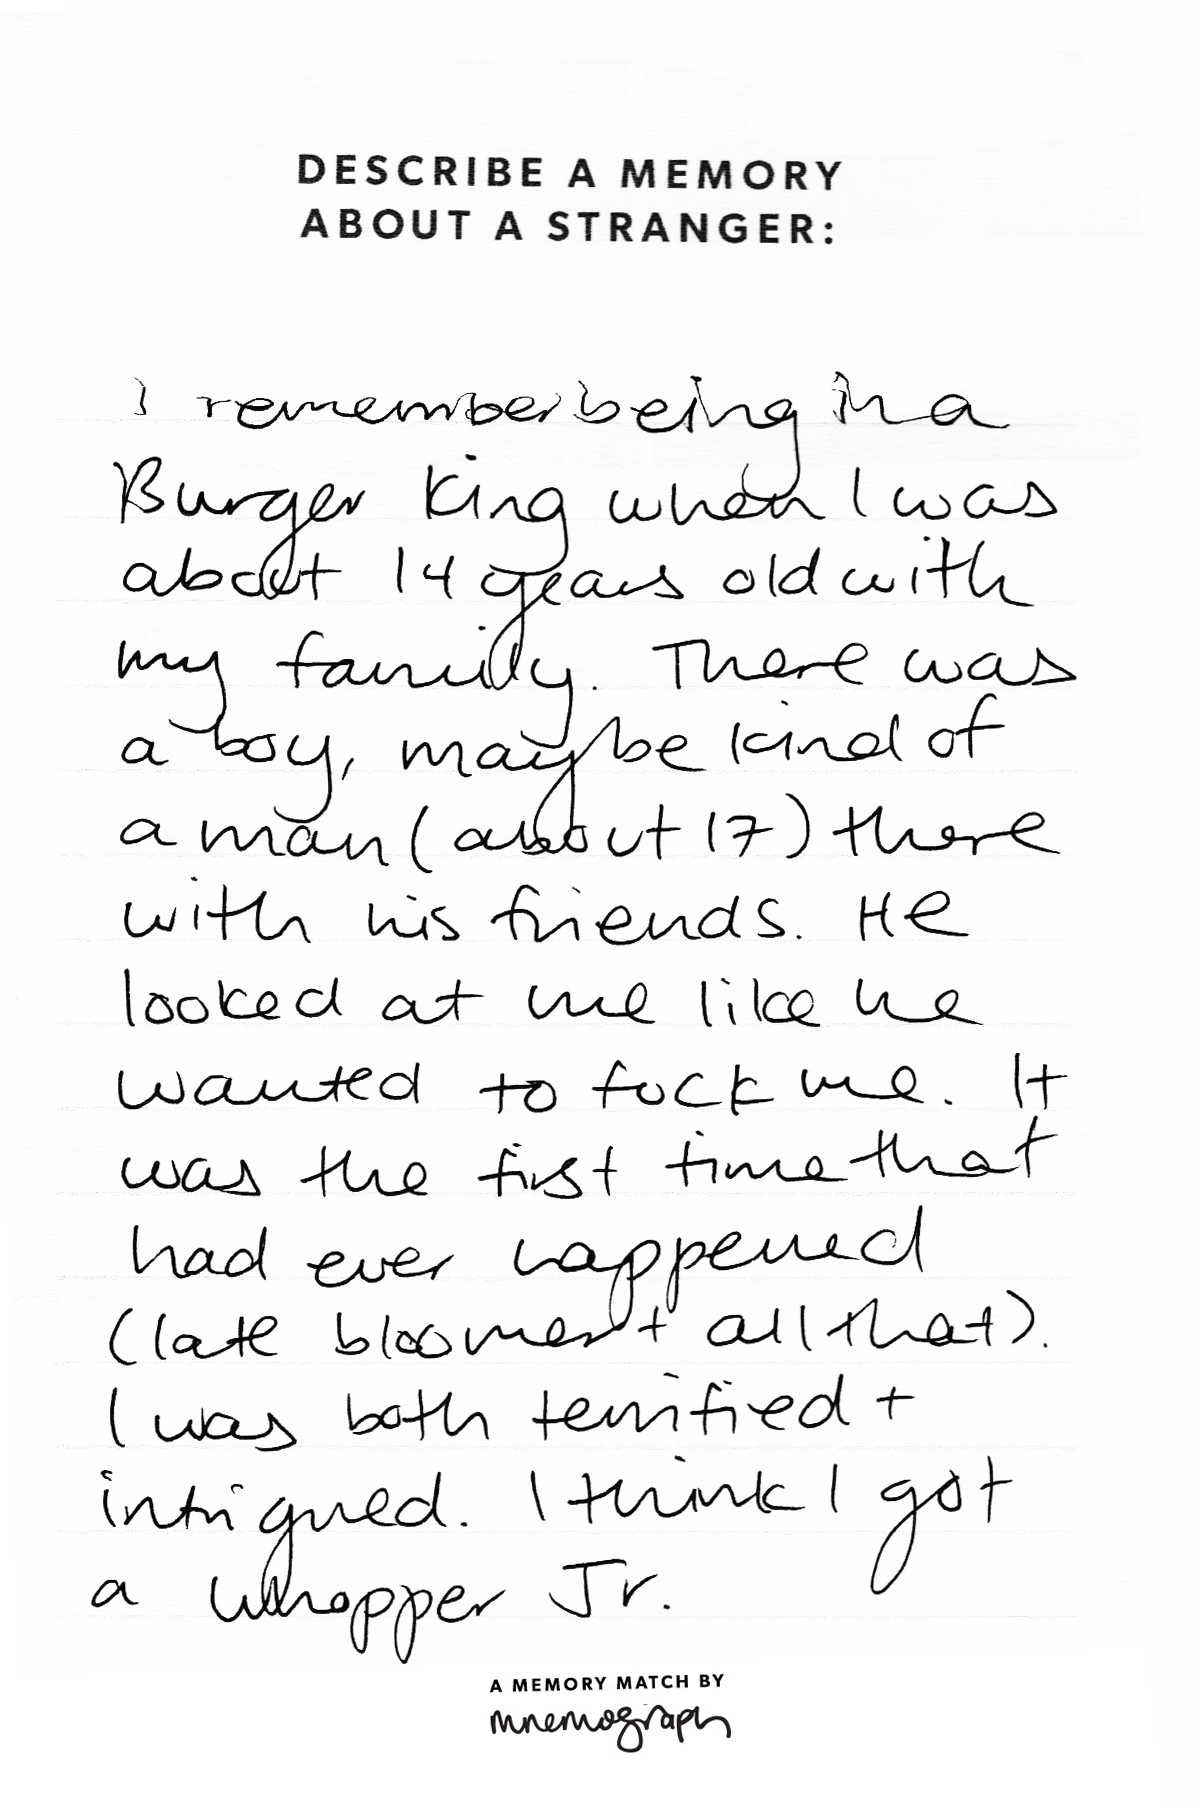 DESCRIBE A MEMORY
ABOUT A STRANGER:
I remember being in a
Burger King when I was
about 14 years old with
my family. There was
a boy, maybe kind of
a man (about 17) there
with his friends. He
looked at me like he
wanted to fuck me. It
was the first time that
had ever happened
(late bloomer + all that).
I was both terrified +
intrigued. I think I got
a Whopper Jr.
A MEMORY MATCH BY
mnemograph